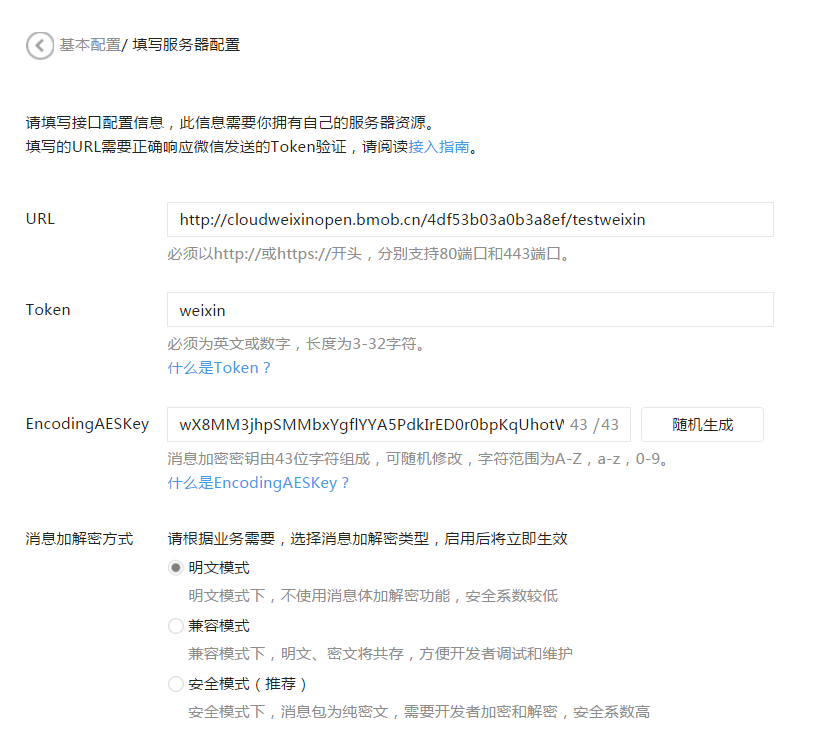 基本配置/ 填写服务器配置
请填写接口配置信息，此信息需要你拥有自己的服务器资源。
填写的URL需要正确响应微信发送的Token验证，请阅读接入指南。
URL
http://cloudweixinopen.bmob.cn/4df53b03a0b3a8ef/testweixin
必须以http://或https://开头，分别支持80端口和443端口。
Token
weixin
必须为英文或数字，长度为3-32字符。
什么是Token？
EncodingAESKey
wX8MM3jhpSMMbxYgflYYA5PdkIrED0r0bpKqUhotW 43 /43 随机生成
消息加密密钥由43位字符组成，可随机修改，字符范围为A-Z，a-z，0-9。
什么是EncodingAESKey？
消息加解密方式
请根据业务需要，选择消息加解密类型，启用后将立即生效
明文模式
明文模式下，不使用消息体加解密功能，安全系数较低
兼容模式
兼容模式下，明文、密文将共存，方便开发者调试和维护
安全模式（推荐）
安全模式下，消息包为纯密文，需要开发者加密和解密，安全系数高